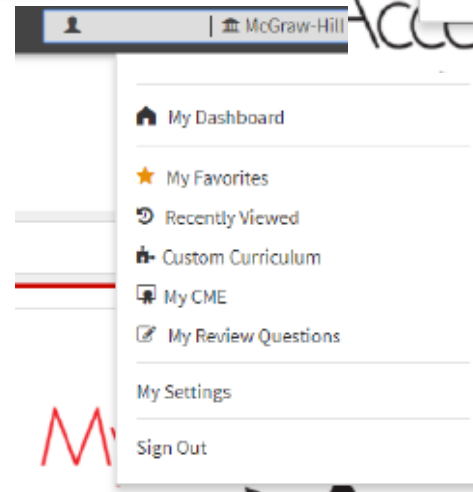 McGraw-Hill
My Dashboard
My Favorites
Recently Viewed
Custom Curriculum
My CME
My Review Questions
My Settings
Sign Out